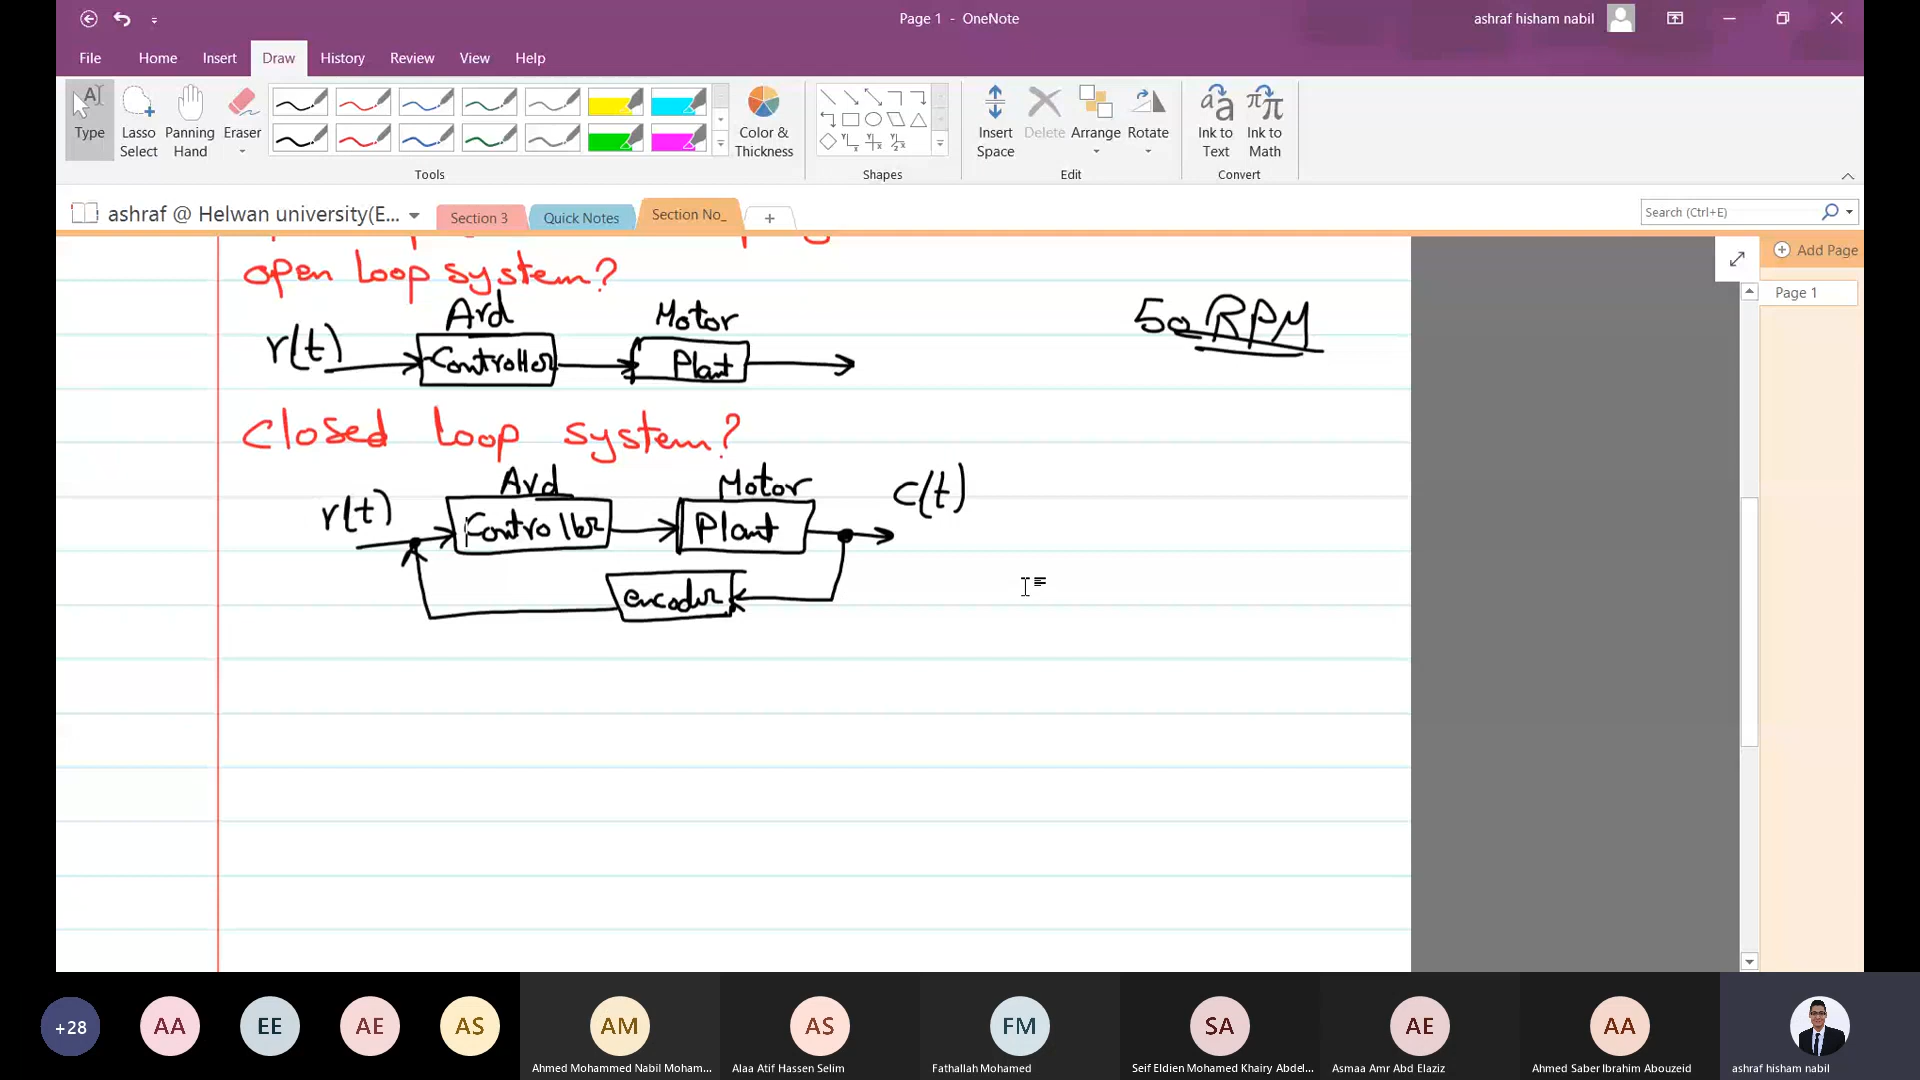 Page 1 - OneNote
ashraf hisham nabil
File Home Insert Draw History Review View Help
Type
Lasso Select
Panning Hand
Eraser
Color & Thickness
Insert Space
Delete
Arrange
Rotate
Ink to Text
Ink to Math
Tools
Shapes
Edit
Convert
ashraf @ Helwan university(E...
Section 3
Quick Notes
Section No_
Search (Ctrl+E)
Add Page
Page 1
open Loop system?
Ard Motor
r(t) Controller Plant
50 RPM
Closed Loop system?
Ard Motor
r(t) Controller Plant c(t)
encoder
+28
AA
EE
AE
AS
AM
Ahmed Mohammed Nabil Moham...
AS
Alaa Atif Hassen Selim
FM
Fathallah Mohamed
SA
Seif Eldien Mohamed Khairy Abdel...
AE
Asmaa Amr Abd Elaziz
AA
Ahmed Saber Ibrahim Abouzeid
ashraf hisham nabil